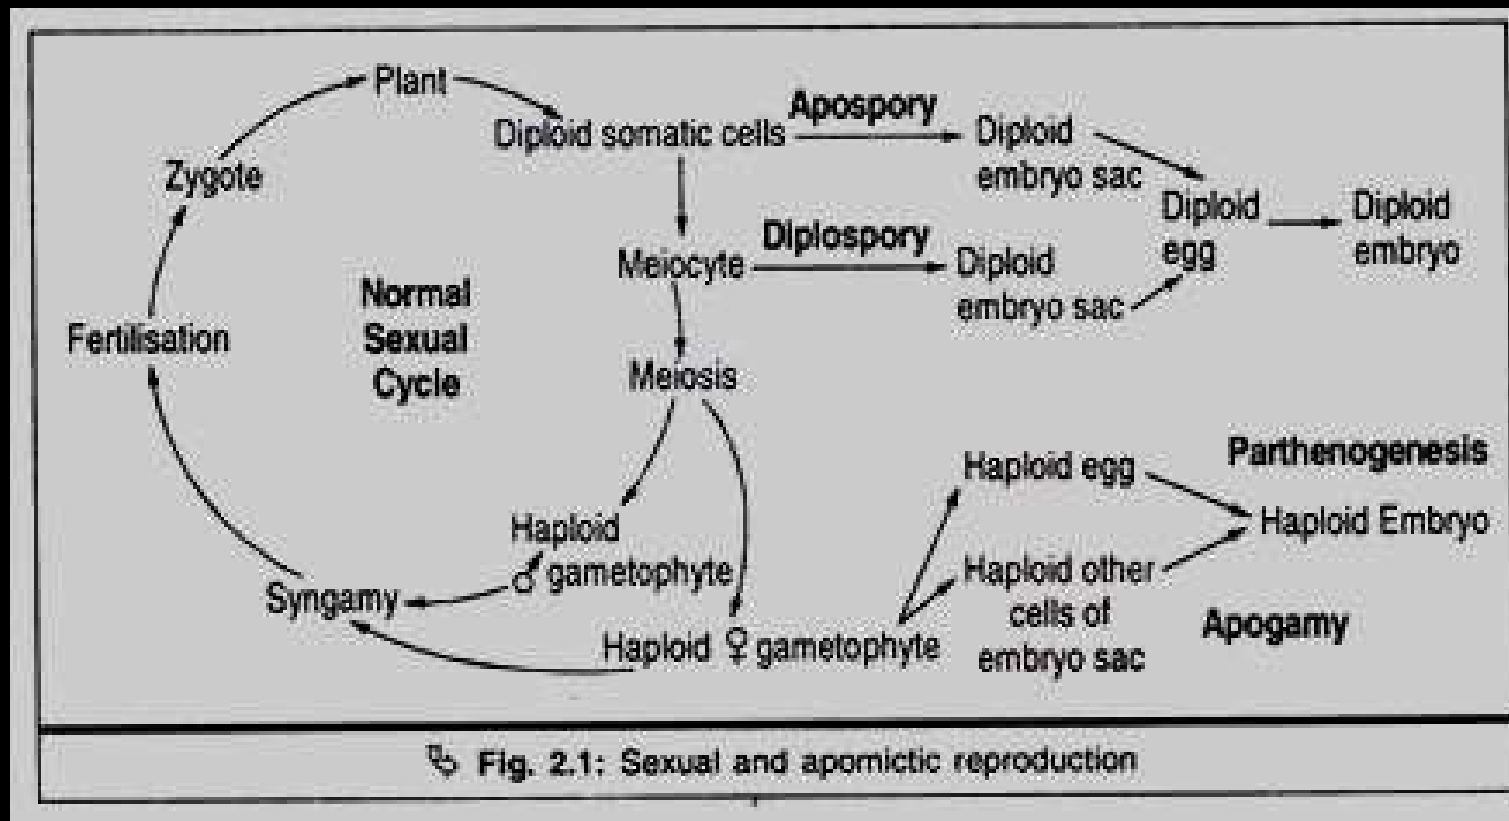 Plant
Diploid somatic cells
Apospory
Diploid
embryo sac
Zygote
Diploid
egg
Diploid
embryo
Meiocyte
Diplospory
Diploid
embryo sac
Normal
Sexual
Cycle
Fertilisation
Meiosis
Haploid egg
Parthenogenesis
Haploid Embryo
Haploid
♂ gametophyte
Haploid other
cells of
embryo sac
Apogamy
Syngamy
Haploid ♀ gametophyte
Fig. 2.1: Sexual and apomictic reproduction